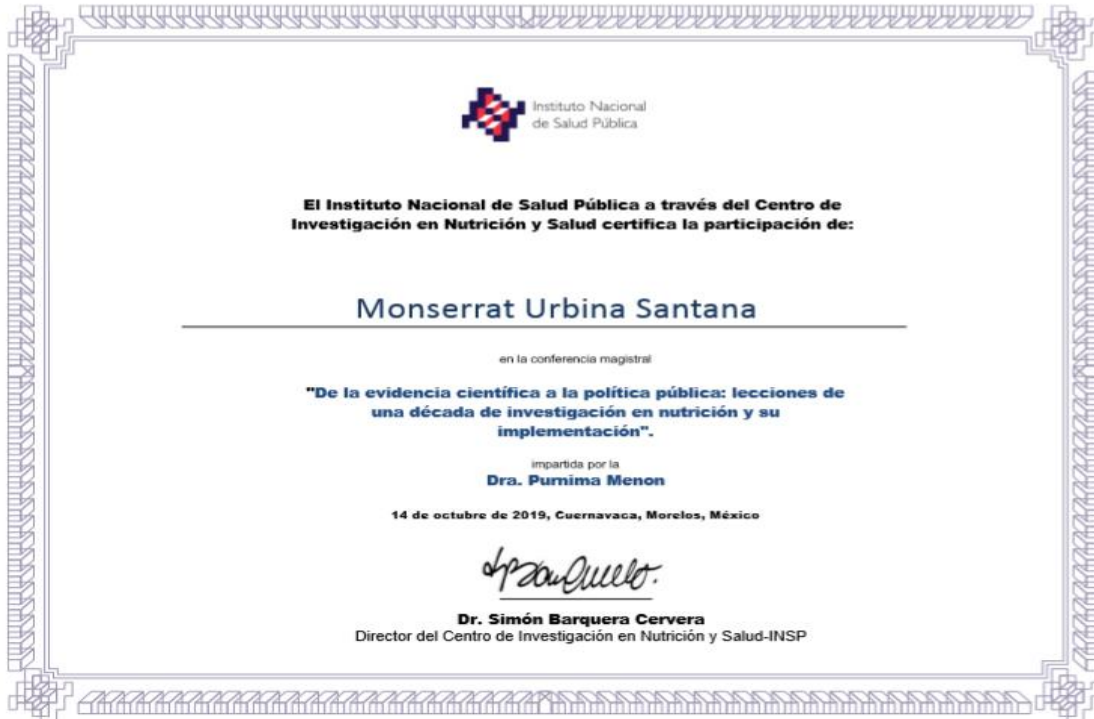 Instituto Nacional
de Salud Pública
El Instituto Nacional de Salud Pública a través del Centro de
Investigación en Nutrición y Salud certifica la participación de:
Monserrat Urbina Santana
en la conferencia magistral
"De la evidencia científica a la política pública: lecciones de
una década de investigación en nutrición y su
implementación".
impartida por la
Dra. Purnima Menon
14 de octubre de 2019, Cuernavaca, Morelos, México
Dr. Simón Barquera Cervera
Director del Centro de Investigación en Nutrición y Salud-INSP